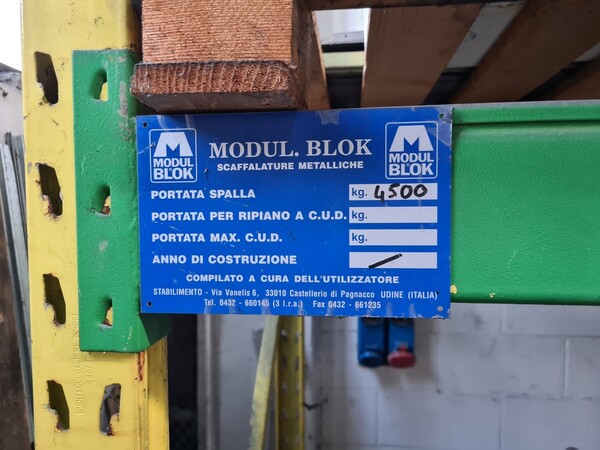 MODUL BLOK
MODUL. BLOK
MODUL BLOK
SCAFFALATURE METALLICHE
PORTATA SPALLA kg. 4500
PORTATA PER RIPIANO A C.U.D. kg.
PORTATA MAX. C.U.D. kg.
ANNO DI COSTRUZIONE
COMPILATO A CURA DELL'UTILIZZATORE
STABILIMENTO - Via Vanelis 6, 33010 Castellerio di Pagnacco UDINE (ITALIA)
Tel. 0432 - 660145 (3 l.r.a.) Fax 0432 - 661235